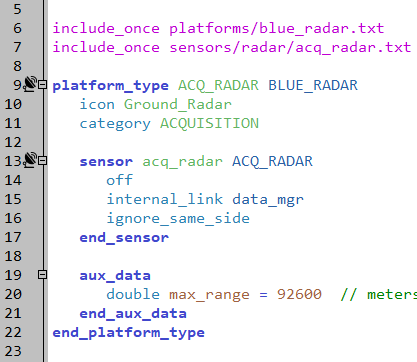 5
6 include_once platforms/blue_radar.txt
7 include_once sensors/radar/acq_radar.txt
8
9 platform_type ACQ_RADAR BLUE_RADAR
10 icon Ground_Radar
11 category ACQUISITION
12
13 sensor acq_radar ACQ_RADAR
14 off
15 internal_link data_mgr
16 ignore_same_side
17 end_sensor
18
19 aux_data
20 double max_range = 92600 // meters
21 end_aux_data
22 end_platform_type
23